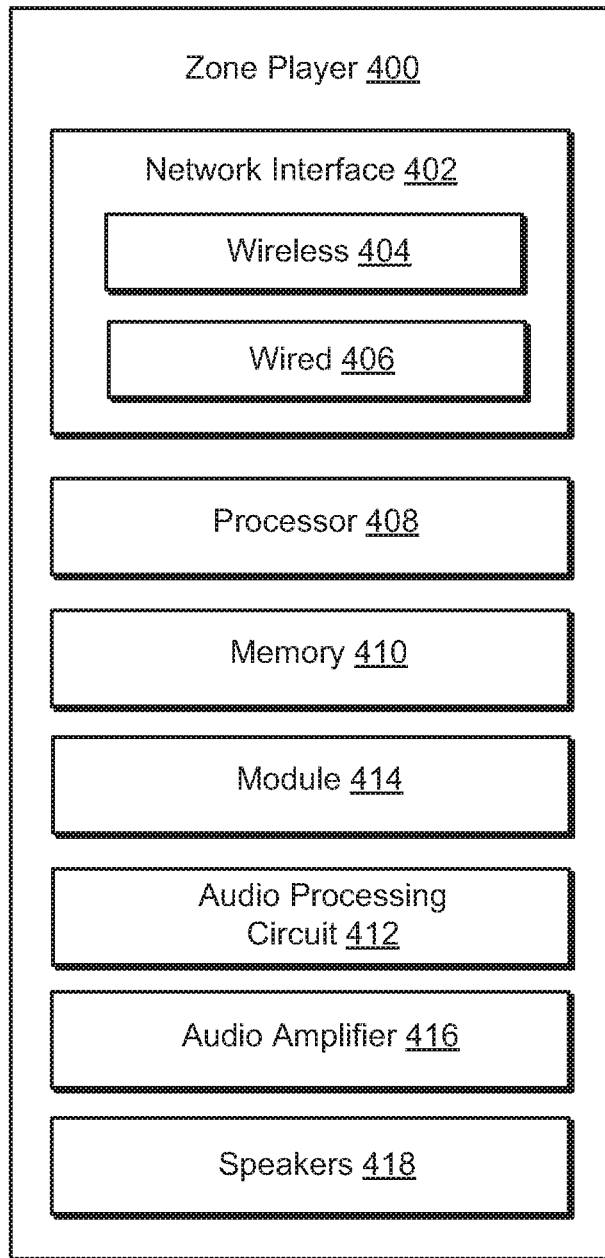 Zone Player 400
Network Interface 402
Wireless 404
Wired 406
Processor 408
Memory 410
Module 414
Audio Processing
Circuit 412
Audio Amplifier 416
Speakers 418